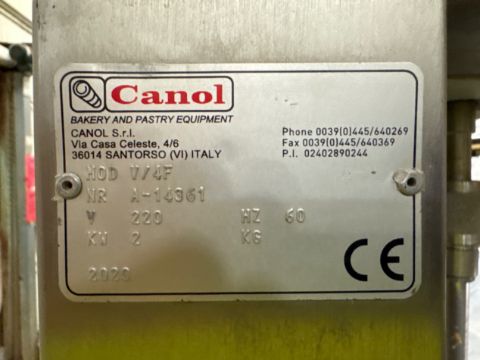 Canol
BAKERY AND PASTRY EQUIPMENT
CANOL S.r.l.
Via Casa Celeste, 4/6
36014 SANTORSO (VI) ITALY
Phone 0039(0)445/640269
Fax 0039(0)445/640369
P.I. 02402890244
MOD V/4F
NR A-14361
V 220 HZ 60
KW 2 KG
2020
CE